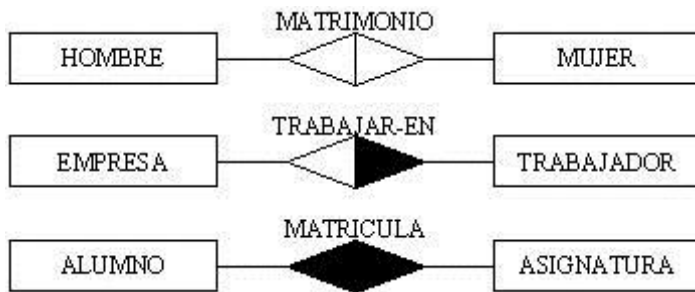 MATRIMONIO
HOMBRE MUJER
TRABAJAR-EN
EMPRESA TRABAJADOR
MATRICULA
ALUMNO ASIGNATURA